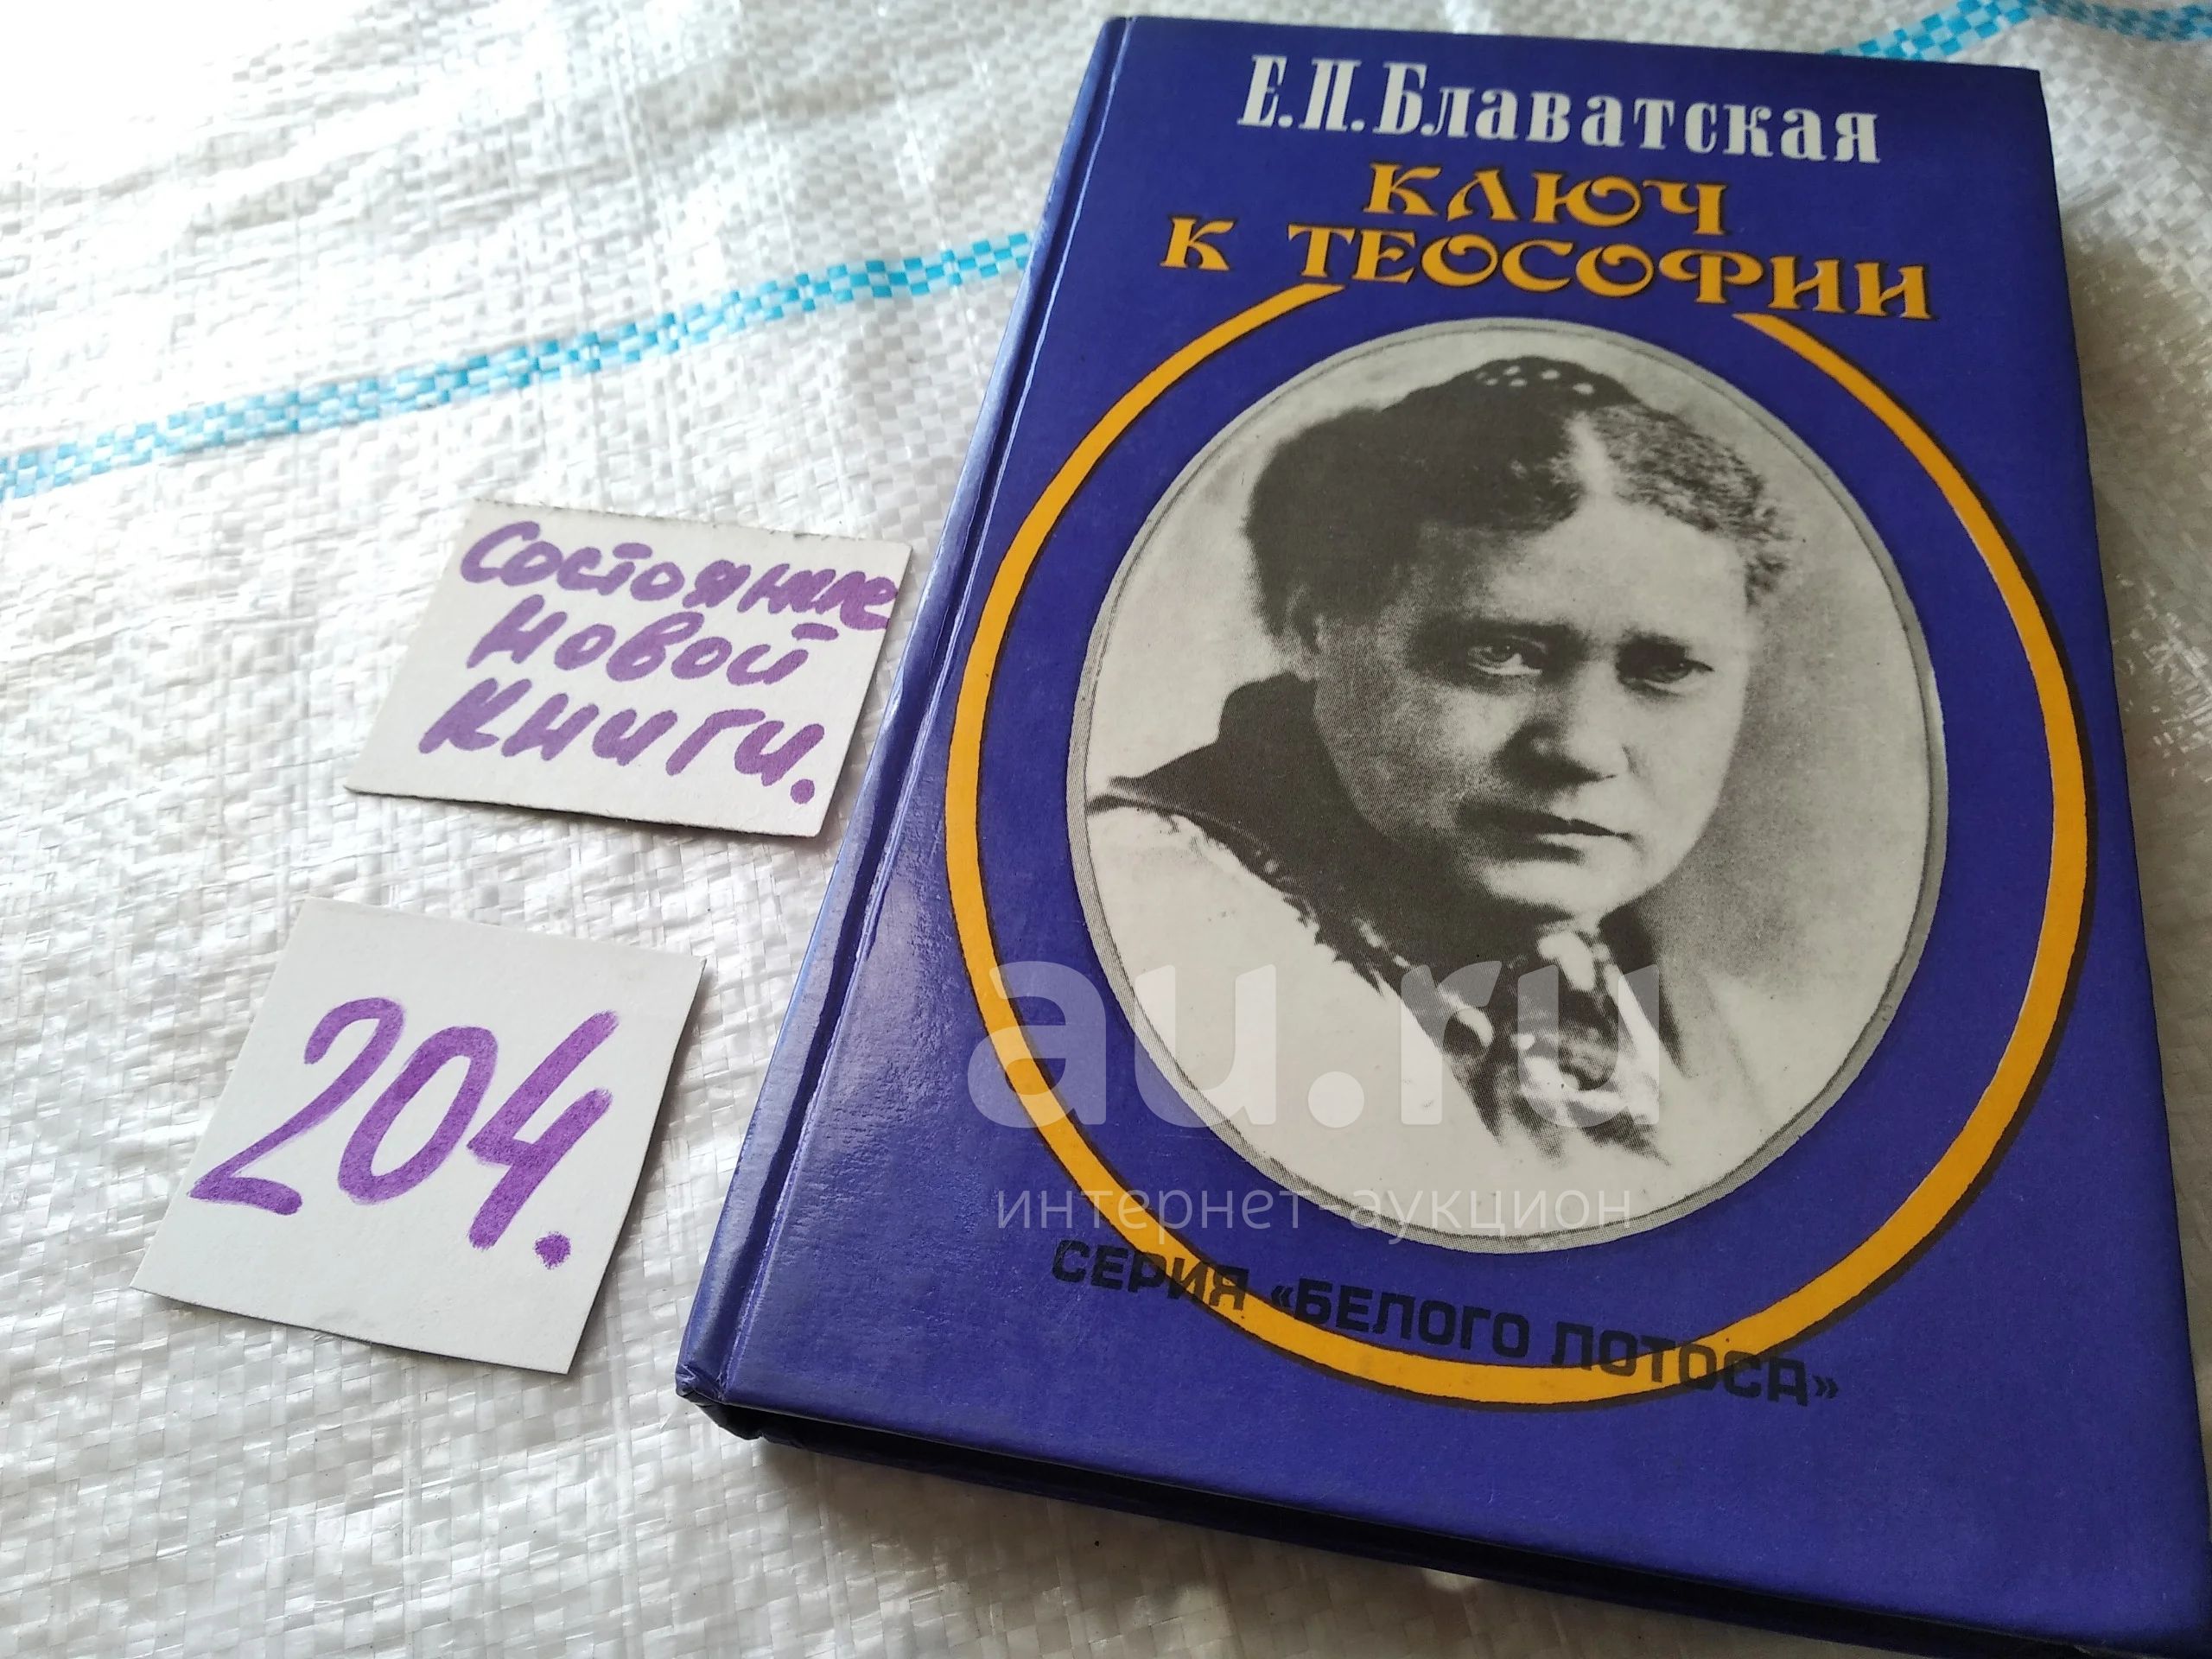 Е.П.Блаватская
КЛЮЧ
К ТЕОСОФИИ
Состояние
новой
книги.
204.
au.ru
интернет-аукцион
СЕРИЯ «БЕЛОГО ЛОТОСА»